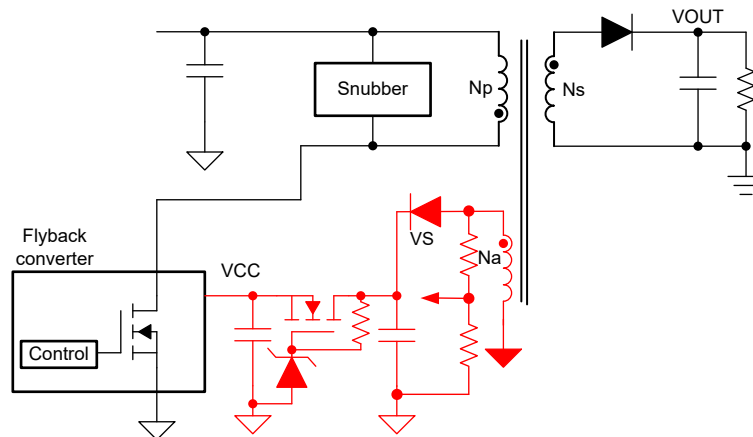 VOUT
Snubber
Np
Ns
Flyback
converter
VS
Na
VCC
Control